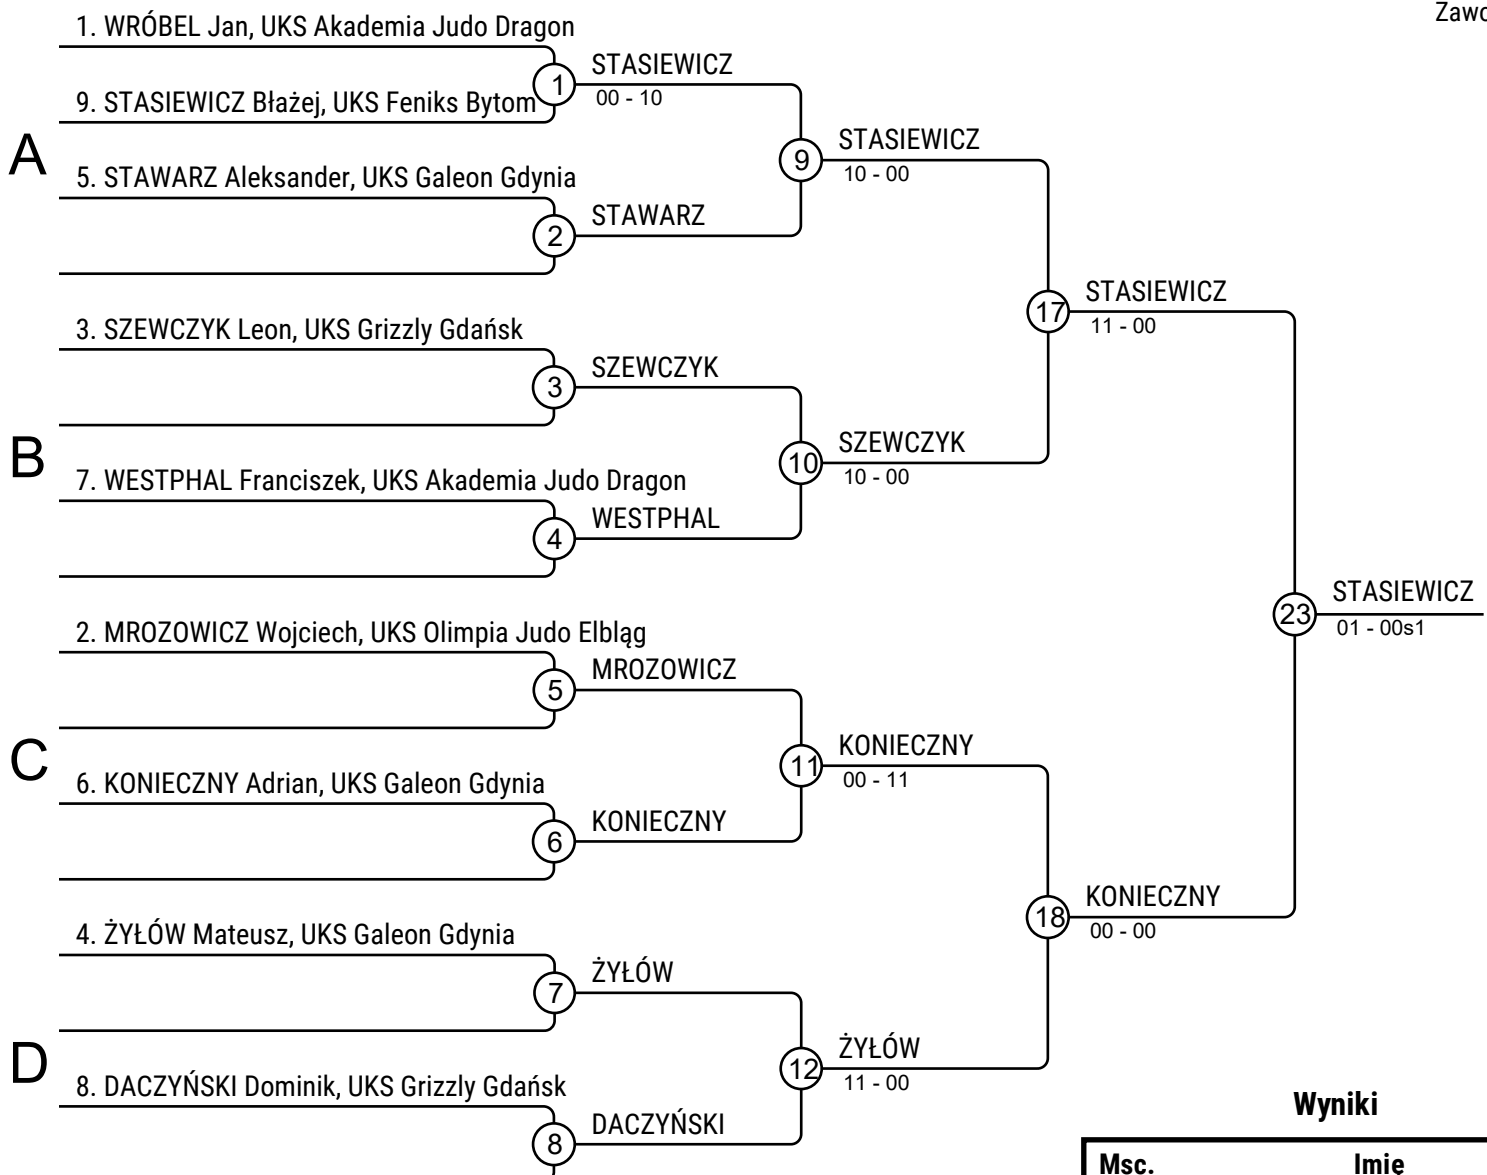 Zawo
1. WRÓBEL Jan, UKS Akademia Judo Dragon
1
STASIEWICZ
00 - 10
9. STASIEWICZ Błażej, UKS Feniks Bytom
A
9
STASIEWICZ
10 - 00
5. STAWARZ Aleksander, UKS Galeon Gdynia
2
STAWARZ
17
STASIEWICZ
11 - 00
3. SZEWCZYK Leon, UKS Grizzly Gdańsk
3
SZEWCZYK
B
10
SZEWCZYK
10 - 00
7. WESTPHAL Franciszek, UKS Akademia Judo Dragon
4
WESTPHAL
23
STASIEWICZ
01 - 00s1
2. MROZOWICZ Wojciech, UKS Olimpia Judo Elbląg
5
MROZOWICZ
C
11
KONIECZNY
00 - 11
6. KONIECZNY Adrian, UKS Galeon Gdynia
6
KONIECZNY
18
KONIECZNY
00 - 00
4. ŻYŁÓW Mateusz, UKS Galeon Gdynia
7
ŻYŁÓW
D
12
ŻYŁÓW
11 - 00
8. DACZYŃSKI Dominik, UKS Grizzly Gdańsk
8
DACZYŃSKI
Wyniki
Msc. Imię